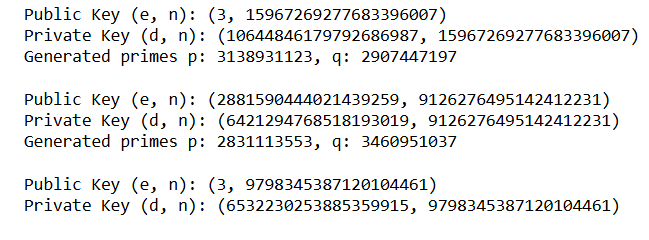 Public Key (e, n): (3, 15967269277683396007)
Private Key (d, n): (10644846179792686987, 15967269277683396007)
Generated primes p: 3138931123, q: 2907447197
Public Key (e, n): (2881590444021439259, 9126276495142412231)
Private Key (d, n): (6421294768518193019, 9126276495142412231)
Generated primes p: 2831113553, q: 3460951037
Public Key (e, n): (3, 9798345387120104461)
Private Key (d, n): (6532230253885359915, 9798345387120104461)